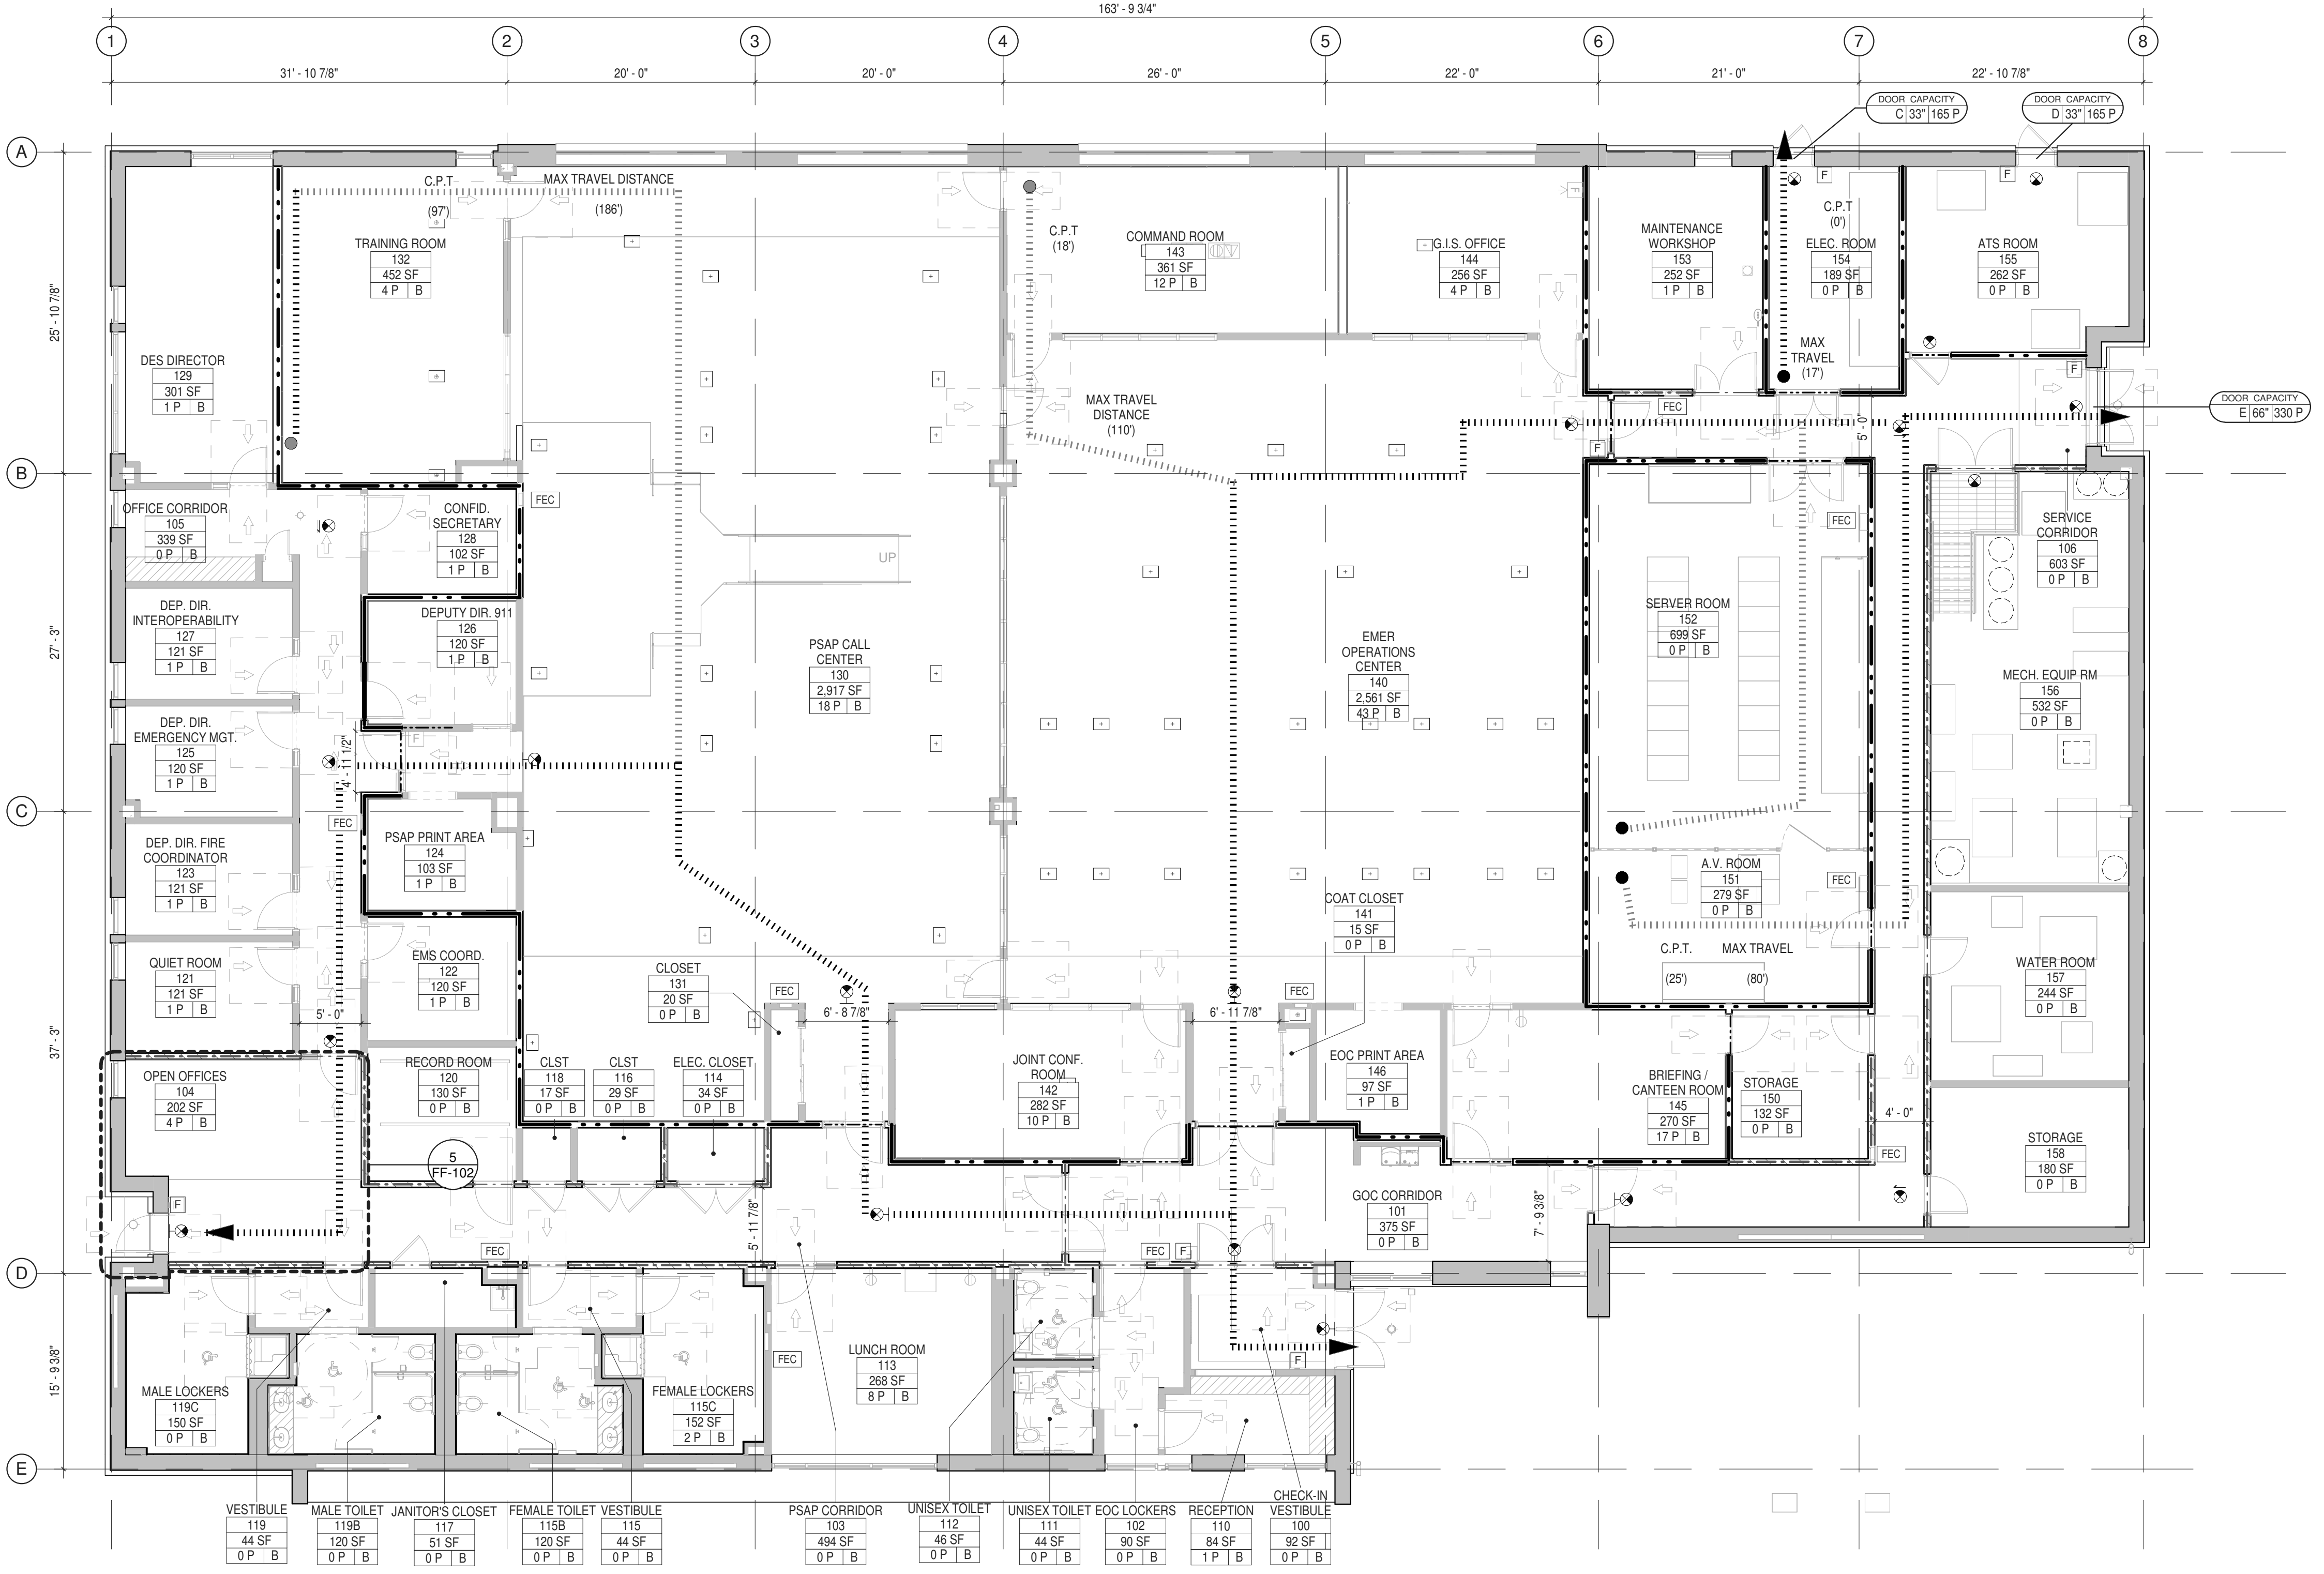 163' - 9 3/4"
1
2
3
4
5
6
7
8
31' - 10 7/8"
20' - 0"
20' - 0"
26' - 0"
22' - 0"
21' - 0"
22' - 10 7/8"
DOOR CAPACITY
C 33" 165 P
DOOR CAPACITY
D 33" 165 P
A
C.P.T
(97')
MAX TRAVEL DISTANCE
(186')
TRAINING ROOM
132
452 SF
4 P B
C.P.T
(18')
COMMAND ROOM
143
361 SF
12 P B
G.I.S. OFFICE
144
256 SF
4 P B
F
MAINTENANCE
WORKSHOP
153
252 SF
1 P B
F
C.P.T
(0')
ELEC. ROOM
154
189 SF
0 P B
MAX
TRAVEL
(17')
F
ATS ROOM
155
262 SF
0 P B
25' - 10 7/8"
DES DIRECTOR
129
301 SF
1 P B
MAX TRAVEL
DISTANCE
(110')
FEC
F
5' - 0"
F
DOOR CAPACITY
E 66" 330 P
B
OFFICE CORRIDOR
105
339 SF
0 P B
CONFID.
SECRETARY
128
102 SF
1 P B
FEC
UP
FEC
SERVICE
CORRIDOR
106
603 SF
0 P B
27' - 3"
DEP. DIR.
INTEROPERABILITY
127
121 SF
1 P B
DEPUTY DIR. 911
126
120 SF
1 P B
PSAP CALL
CENTER
130
2,917 SF
18 P B
EMER
OPERATIONS
CENTER
140
2,561 SF
43 P B
SERVER ROOM
152
699 SF
0 P B
MECH. EQUIP RM
156
532 SF
0 P B
DEP. DIR.
EMERGENCY MGT.
125
120 SF
1 P B
4' - 11 1/2"
F
C
FEC
DEP. DIR. FIRE
COORDINATOR
123
121 SF
1 P B
PSAP PRINT AREA
124
103 SF
1 P B
COAT CLOSET
141
15 SF
0 P B
A.V. ROOM
151
279 SF
0 P B
FEC
C.P.T.
(25')
MAX TRAVEL
(80')
QUIET ROOM
121
121 SF
1 P B
EMS COORD.
122
120 SF
1 P B
CLOSET
131
20 SF
0 P B
WATER ROOM
157
244 SF
0 P B
37' - 3"
5' - 0"
FEC
6' - 8 7/8"
6' - 11 7/8"
FEC
OPEN OFFICES
104
202 SF
4 P B
RECORD ROOM
120
130 SF
0 P B
CLST
118
17 SF
0 P B
CLST
116
29 SF
0 P B
ELEC. CLOSET
114
34 SF
0 P B
JOINT CONF.
ROOM
142
282 SF
10 P B
EOC PRINT AREA
146
97 SF
1 P B
BRIEFING /
CANTEEN ROOM
145
270 SF
17 P B
STORAGE
150
132 SF
0 P B
4' - 0"
FEC
STORAGE
158
180 SF
0 P B
5
FF-102
F
5' - 11 7/8"
GOC CORRIDOR
101
375 SF
0 P B
7' - 9 3/8"
D
FEC
FEC
F
15' - 9 3/8"
MALE LOCKERS
119C
150 SF
0 P B
FEMALE LOCKERS
115C
152 SF
2 P B
FEC
LUNCH ROOM
113
268 SF
8 P B
F
E
VESTIBULE
119
44 SF
0 P B
MALE TOILET
119B
120 SF
0 P B
JANITOR'S CLOSET
117
51 SF
0 P B
FEMALE TOILET
115B
120 SF
0 P B
VESTIBULE
115
44 SF
0 P B
PSAP CORRIDOR
103
494 SF
0 P B
UNISEX TOILET
112
46 SF
0 P B
UNISEX TOILET
111
44 SF
0 P B
EOC LOCKERS
102
90 SF
0 P B
RECEPTION
110
84 SF
1 P B
CHECK-IN
VESTIBULE
100
92 SF
0 P B